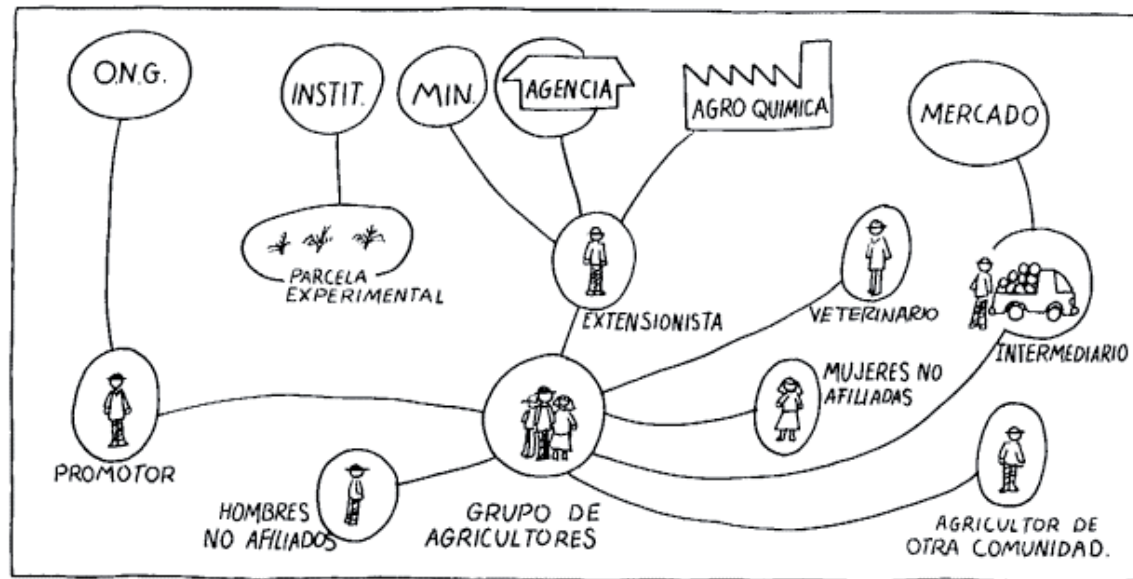 O.N.G.
INSTIT.
MIN.
AGENCIA
AGRO QUIMICA
MERCADO
PARCELA
EXPERIMENTAL
EXTENSIONISTA
VETERINARIO
INTERMEDIARIO
MUJERES NO
AFILIADAS
PROMOTOR
HOMBRES
NO AFILIADOS
GRUPO DE
AGRICULTORES
AGRICULTOR DE
OTRA COMUNIDAD.